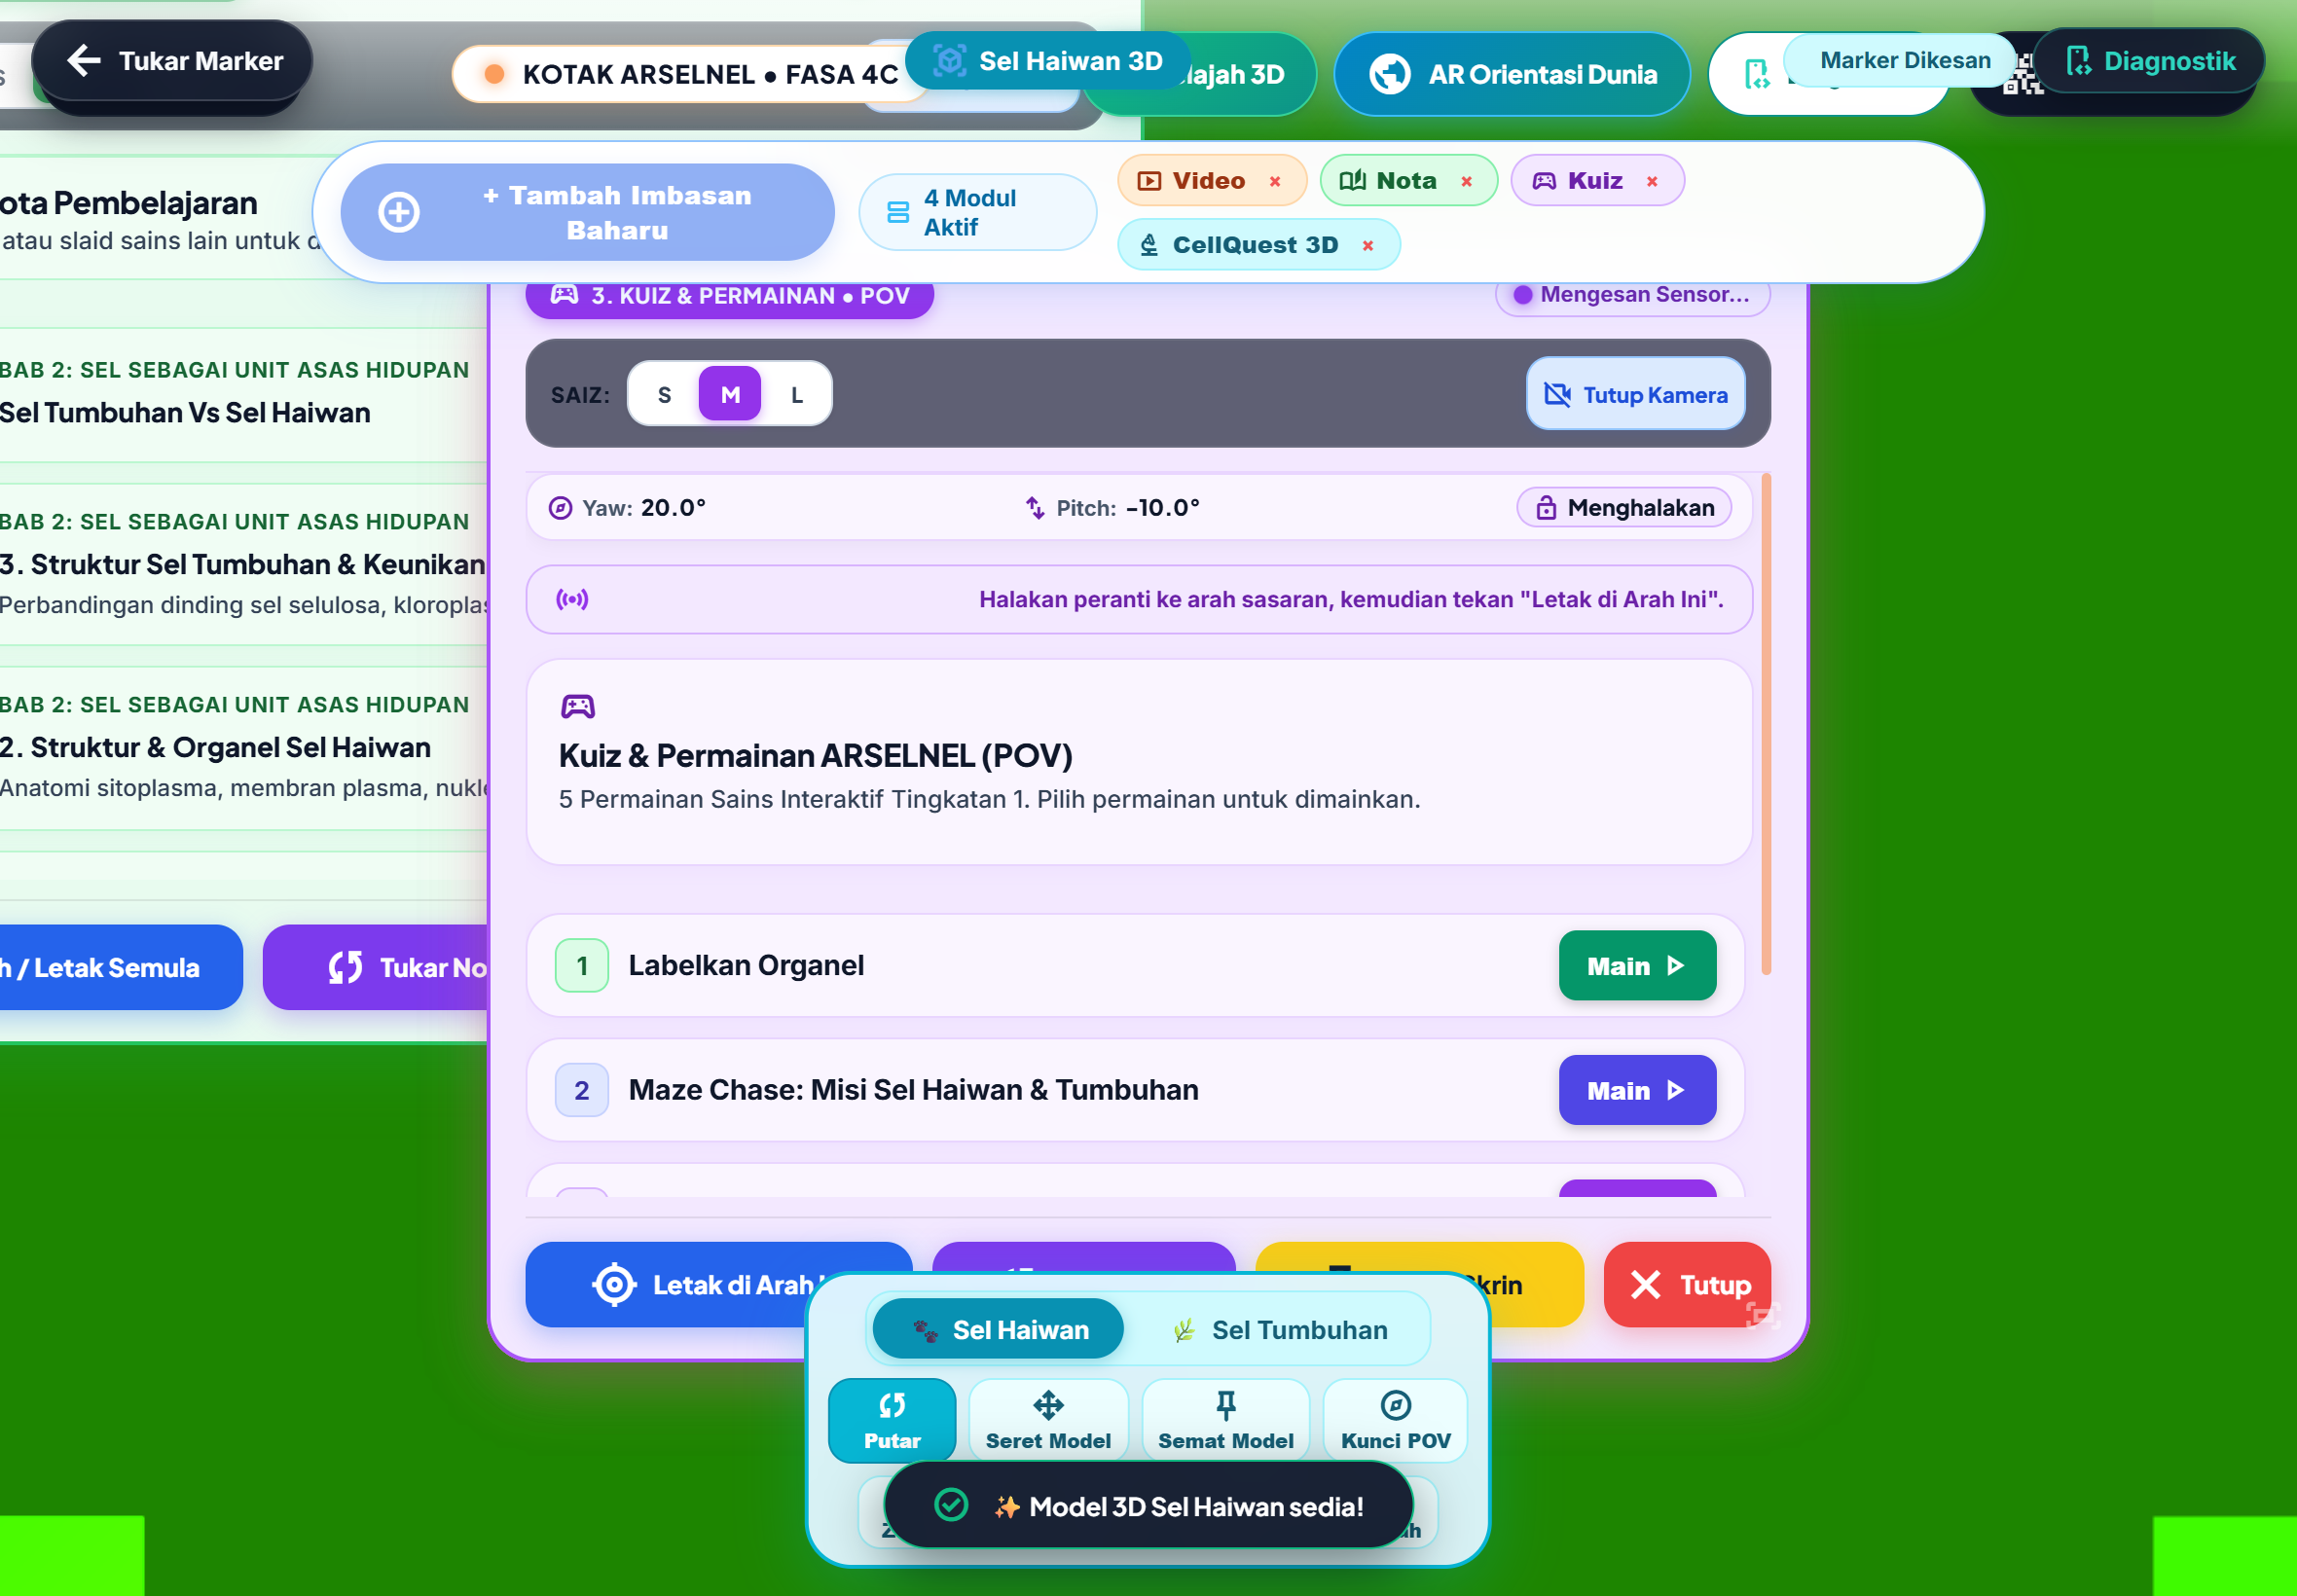 Tukar Marker
KOTAK ARSELNEL ● FASA 4C
Sel Haiwan 3D
elajah 3D
AR Orientasi Dunia
Marker Dikesan
Diagnostik
S
+ Tambah Imbasan
Baharu
4 Modul
Aktif
Video ×
Nota ×
Kuiz ×
CellQuest 3D ×
ota Pembelajaran
atau slaid sains lain untuk d
BAB 2: SEL SEBAGAI UNIT ASAS HIDUPAN
Sel Tumbuhan Vs Sel Haiwan
BAB 2: SEL SEBAGAI UNIT ASAS HIDUPAN
3. Struktur Sel Tumbuhan & Keunikan
Perbandingan dinding sel selulosa, kloroplas
BAB 2: SEL SEBAGAI UNIT ASAS HIDUPAN
2. Struktur & Organel Sel Haiwan
Anatomi sitoplasma, membran plasma, nukle
h / Letak Semula
Tukar No
3. KUIZ & PERMAINAN ● POV
Mengesan Sensor...
SAIZ:
S
M
L
Tutup Kamera
Yaw: 20.0°
Pitch: -10.0°
Menghalakan
Halakan peranti ke arah sasaran, kemudian tekan "Letak di Arah Ini".
Kuiz & Permainan ARSELNEL (POV)
5 Permainan Sains Interaktif Tingkatan 1. Pilih permainan untuk dimainkan.
1
Labelkan Organel
Main
2
Maze Chase: Misi Sel Haiwan & Tumbuhan
Main
Letak di Arah
krin
Tutup
Sel Haiwan
Sel Tumbuhan
Putar
Seret Model
Semat Model
Kunci POV
✨ Model 3D Sel Haiwan sedia!